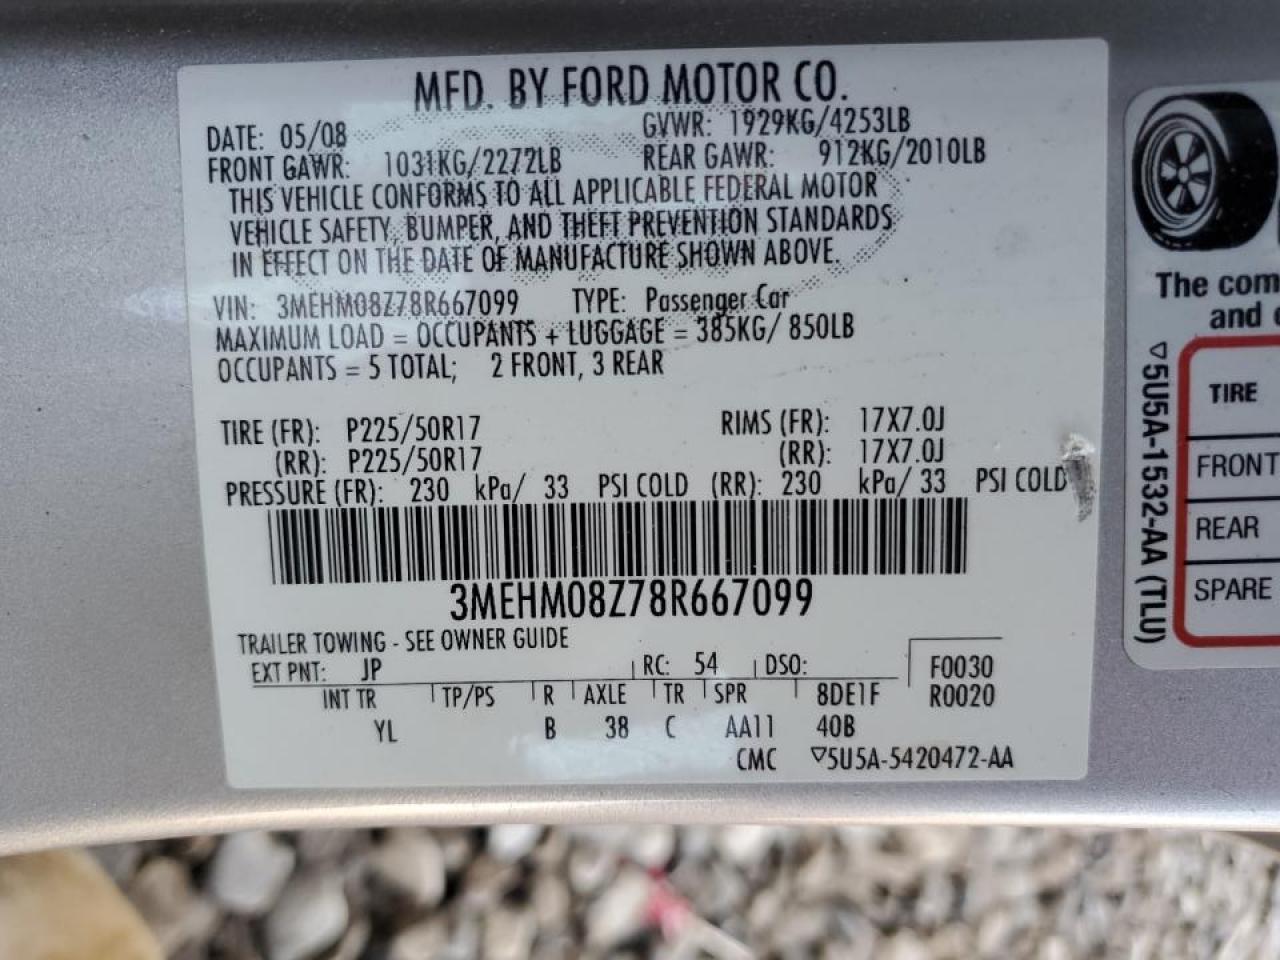 MFD. BY FORD MOTOR CO.
DATE: 05/08 GVWR: 1929KG/4253LB
FRONT GAWR: 1031KG/2272LB REAR GAWR: 912KG/2010LB
THIS VEHICLE CONFORMS TO ALL APPLICABLE FEDERAL MOTOR
VEHICLE SAFETY, BUMPER, AND THEFT PREVENTION STANDARDS
IN EFFECT ON THE DATE OF MANUFACTURE SHOWN ABOVE.
VIN: 3MEHM08Z78R667099 TYPE: Passenger Car
MAXIMUM LOAD = OCCUPANTS + LUGGAGE = 385KG/ 850LB
OCCUPANTS = 5 TOTAL; 2 FRONT, 3 REAR
TIRE (FR): P225/50R17 RIMS (FR): 17X7.0J
(RR): P225/50R17 (RR): 17X7.0J
PRESSURE (FR): 230 kPa/ 33 PSI COLD (RR): 230 kPa/ 33 PSI COLD
3MEHM08Z78R667099
TRAILER TOWING - SEE OWNER GUIDE
EXT PNT: JP RC: 54 DSO: F0030
INT TR TP/PS R AXLE TR SPR 8DE1F R0020
YL B 38 C AA11 40B
CMC ▽5U5A-5420472-AA
The com
and
▽5U5A-1532-AA (TLU)
TIRE
FRONT
REAR
SPARE